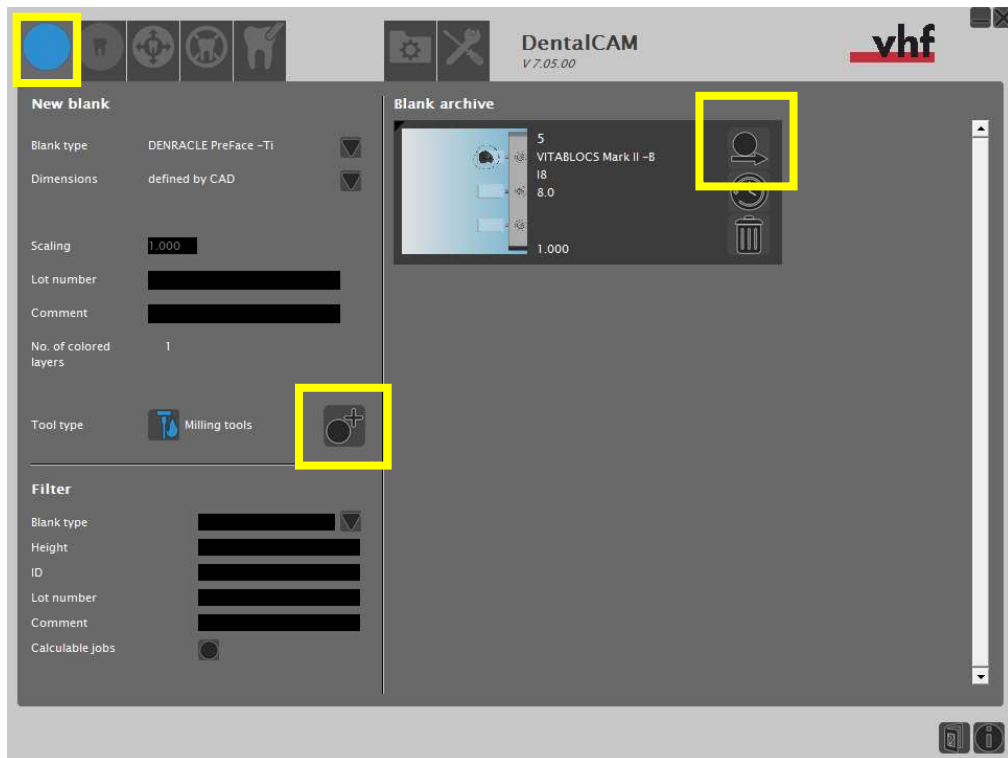 DentalCAM
V 7.05.00
vhf
New blank
Blank type DENRACLE PreFace -Ti
Dimensions defined by CAD
Scaling 1.000
Lot number
Comment
No. of colored 1
layers
Tool type Milling tools
Filter
Blank type
Height
ID
Lot number
Comment
Calculable jobs
Blank archive
5
VITABLOCS Mark II -B
I8
8.0
1.000